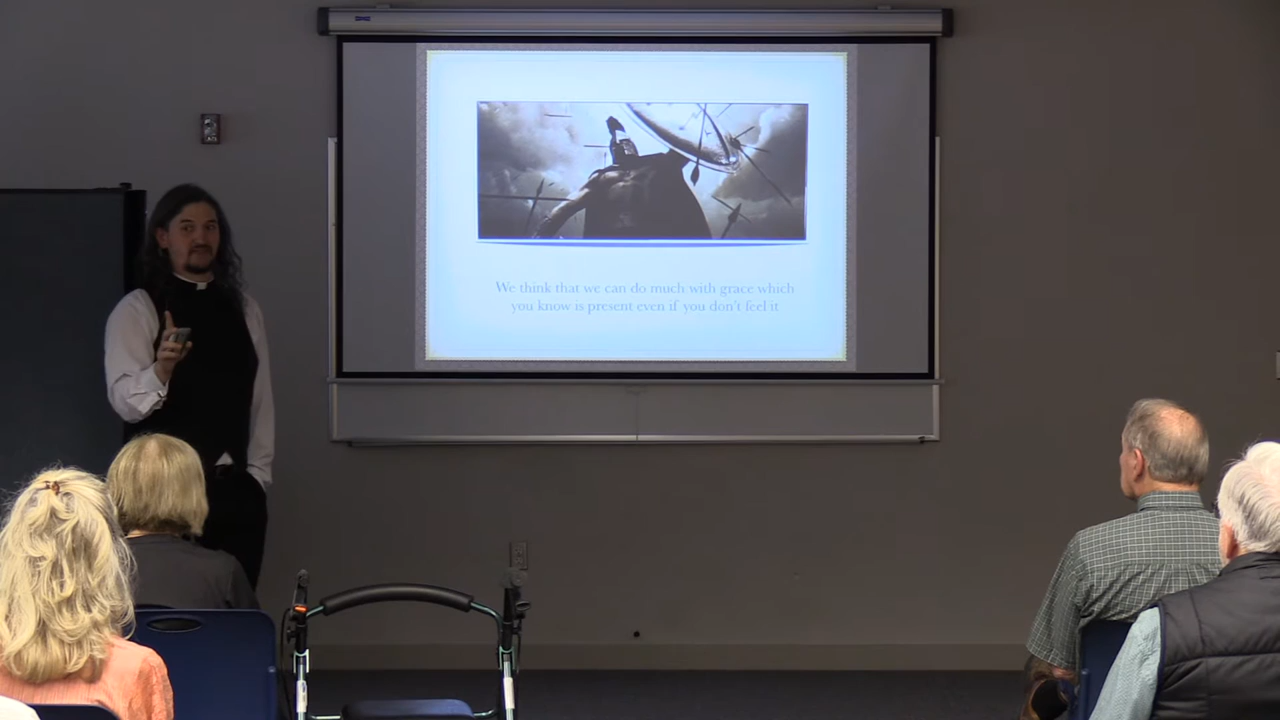 We think that we can do much with grace which
you know is present even if you don't feel it